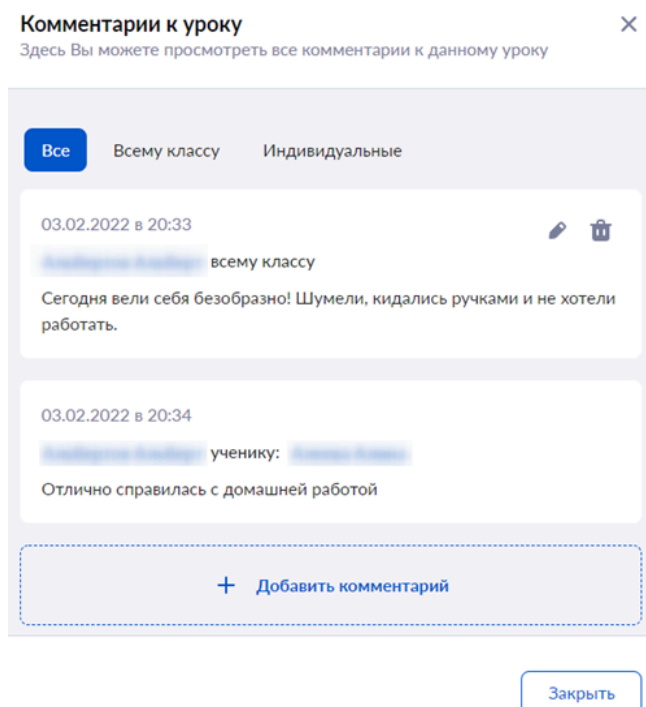 Комментарии к уроку
Здесь Вы можете просмотреть все комментарии к данному уроку
Все Всему классу Индивидуальные
03.02.2022 в 20:33
всему классу
Сегодня вели себя безобразно! Шумели, кидались ручками и не хотели
работать.
03.02.2022 в 20:34
ученику:
Отлично справилась с домашней работой
+ Добавить комментарий
Закрыть